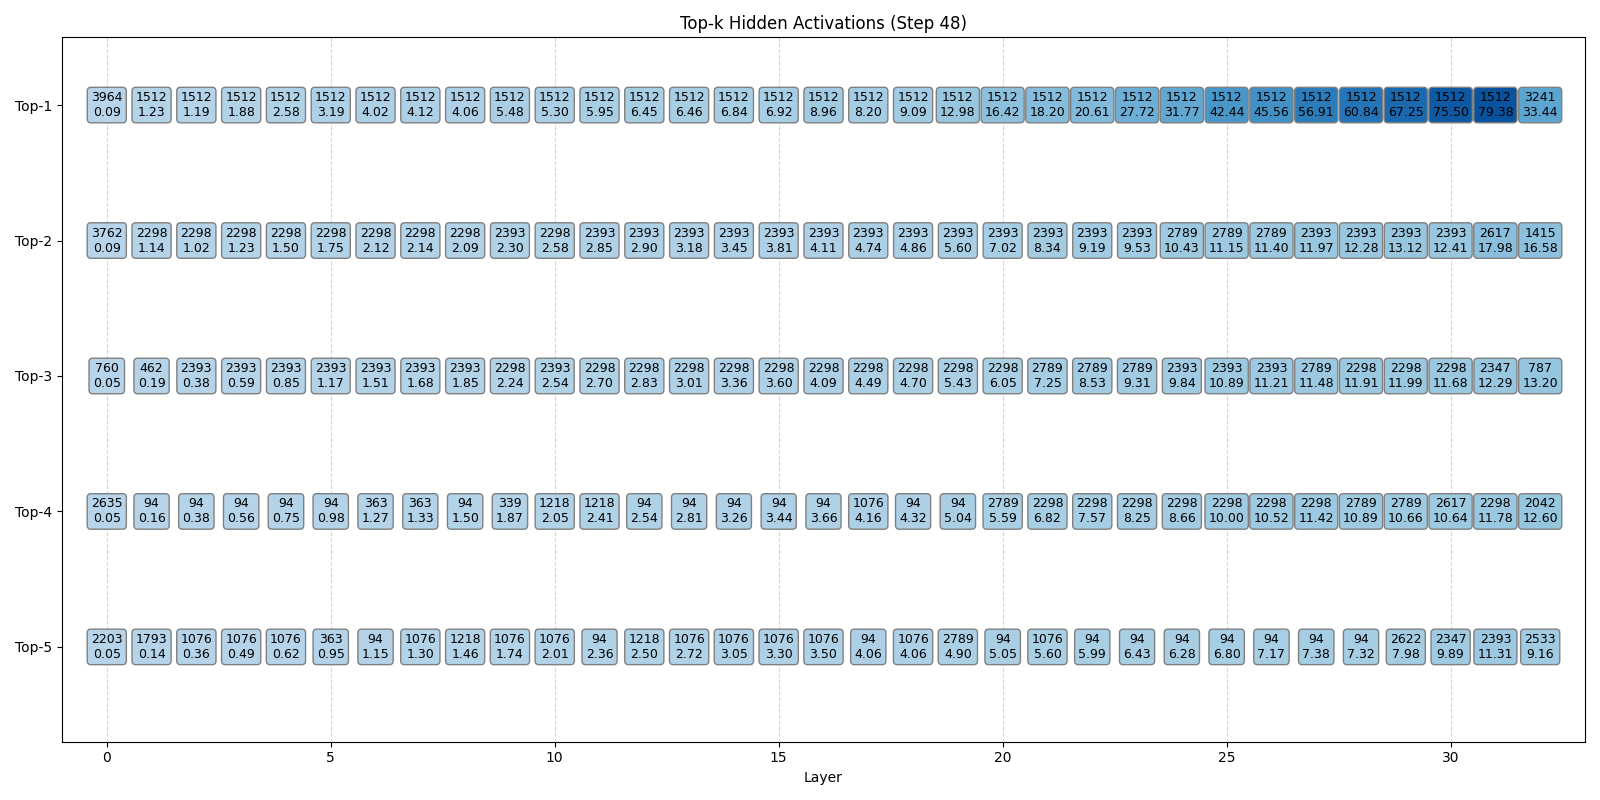 Top-k Hidden Activations (Step 48)
Top-1
3964 1512 1512 1512 1512 1512 1512 1512 1512 1512 1512 1512 1512 1512 1512 1512 1512 1512 1512 1512 1512 1512 1512 1512 1512 1512 1512 1512 1512 1512 1512 1512 3241
0.09 1.23 1.19 1.88 2.58 3.19 4.02 4.12 4.06 5.48 5.30 5.95 6.45 6.46 6.84 6.92 8.96 8.20 9.09 12.98 16.42 18.20 20.61 27.72 31.77 42.44 45.56 56.91 60.84 67.25 75.50 79.38 33.44
Top-2
3762 2298 2298 2298 2298 2298 2298 2298 2298 2393 2298 2393 2393 2393 2393 2393 2393 2393 2393 2393 2393 2393 2393 2393 2789 2789 2789 2393 2393 2393 2393 2617 1415
0.09 1.14 1.02 1.23 1.50 1.75 2.12 2.14 2.09 2.30 2.58 2.85 2.90 3.18 3.45 3.81 4.11 4.74 4.86 5.60 7.02 8.34 9.19 9.53 10.43 11.15 11.40 11.97 12.28 13.12 12.41 17.98 16.58
Top-3
760 462 2393 2393 2393 2393 2393 2393 2393 2298 2393 2298 2298 2298 2298 2298 2298 2298 2298 2298 2298 2789 2789 2789 2393 2393 2393 2789 2298 2298 2298 2347 787
0.05 0.19 0.38 0.59 0.85 1.17 1.51 1.68 1.85 2.24 2.54 2.70 2.83 3.01 3.36 3.60 4.09 4.49 4.70 5.43 6.05 7.25 8.53 9.31 9.84 10.89 11.21 11.48 11.91 11.99 11.68 12.29 13.20
Top-4
2635 94 94 94 94 94 363 363 94 339 1218 1218 94 94 94 94 94 1076 94 94 2789 2298 2298 2298 2298 2298 2298 2298 2789 2789 2617 2298 2042
0.05 0.16 0.38 0.56 0.75 0.98 1.27 1.33 1.50 1.87 2.05 2.41 2.54 2.81 3.26 3.44 3.66 4.16 4.32 5.04 5.59 6.82 7.57 8.25 8.66 10.00 10.52 11.42 10.89 10.66 10.64 11.78 12.60
Top-5
2203 1793 1076 1076 1076 363 94 1076 1218 1076 1076 94 1218 1076 1076 1076 1076 94 1076 2789 94 1076 94 94 94 94 94 94 94 2622 2347 2393 2533
0.05 0.14 0.36 0.49 0.62 0.95 1.15 1.30 1.46 1.74 2.01 2.36 2.50 2.72 3.05 3.30 3.50 4.06 4.06 4.90 5.05 5.60 5.99 6.43 6.28 6.80 7.17 7.38 7.32 7.98 9.89 11.31 9.16
0 5 10 15 20 25 30
Layer